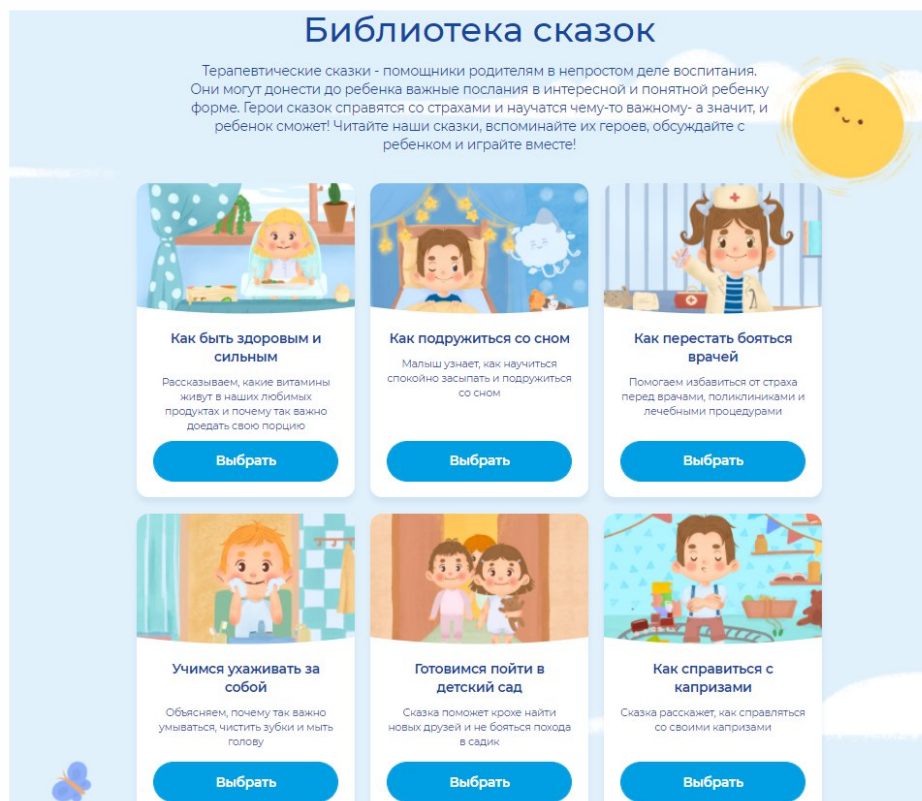 Библиотека сказок
Терапевтические сказки - помощники родителям в непростом деле воспитания.
Они могут донести до ребенка важные послания в интересной и понятной ребенку
форме. Герои сказок справятся со страхами и научатся чему-то важному- а значит, и
ребенок сможет! Читайте наши сказки, вспоминайте их героев, обсуждайте с
ребенком и играйте вместе!
Как быть здоровым и
сильным
Рассказываем, какие витамины
живут в наших любимых
продуктах и почему так важно
доедать свою порцию
Выбрать
Как подружиться со сном
Малыш узнает, как научиться
спокойно засыпать и подружиться
со сном
Выбрать
Как перестать бояться
врачей
Помогаем избавиться от страха
перед врачами, поликлиниками и
лечебными процедурами
Выбрать
Учимся ухаживать за
собой
Объясняем, почему так важно
умываться, чистить зубки и мыть
голову
Выбрать
Готовимся пойти в
детский сад
Сказка поможет крохе найти
новых друзей и не бояться похода
в садик
Выбрать
Как справиться с
капризами
Сказка расскажет, как справляться
со своими капризами
Выбрать